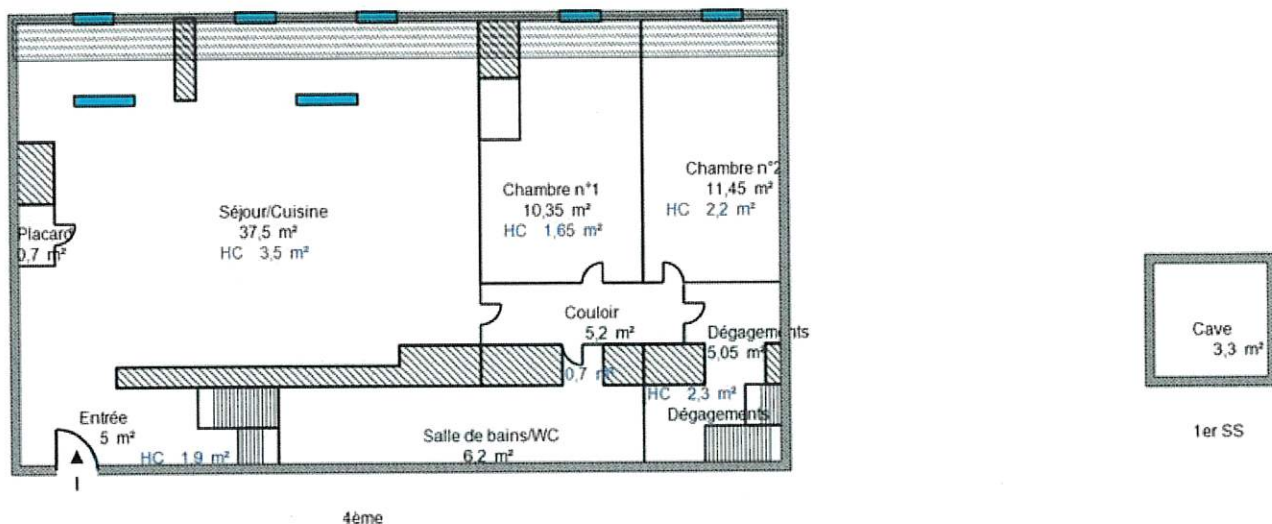 Chambre n°2
11,45 m²
HC 2,2 m²
Chambre n°1
10,35 m²
HC 1,65 m²
Séjour/Cuisine
37,5 m²
HC 3,5 m²
Placard
0,7 m²
Couloir
5,2 m²
Dégagements
5,05 m²
Cave
3,3 m²
0,7 m²
HC 2,3 m²
Dégagements
Entrée
5 m²
HC 1,9 m²
Salle de bains/WC
6,2 m²
1er SS
I
4ème